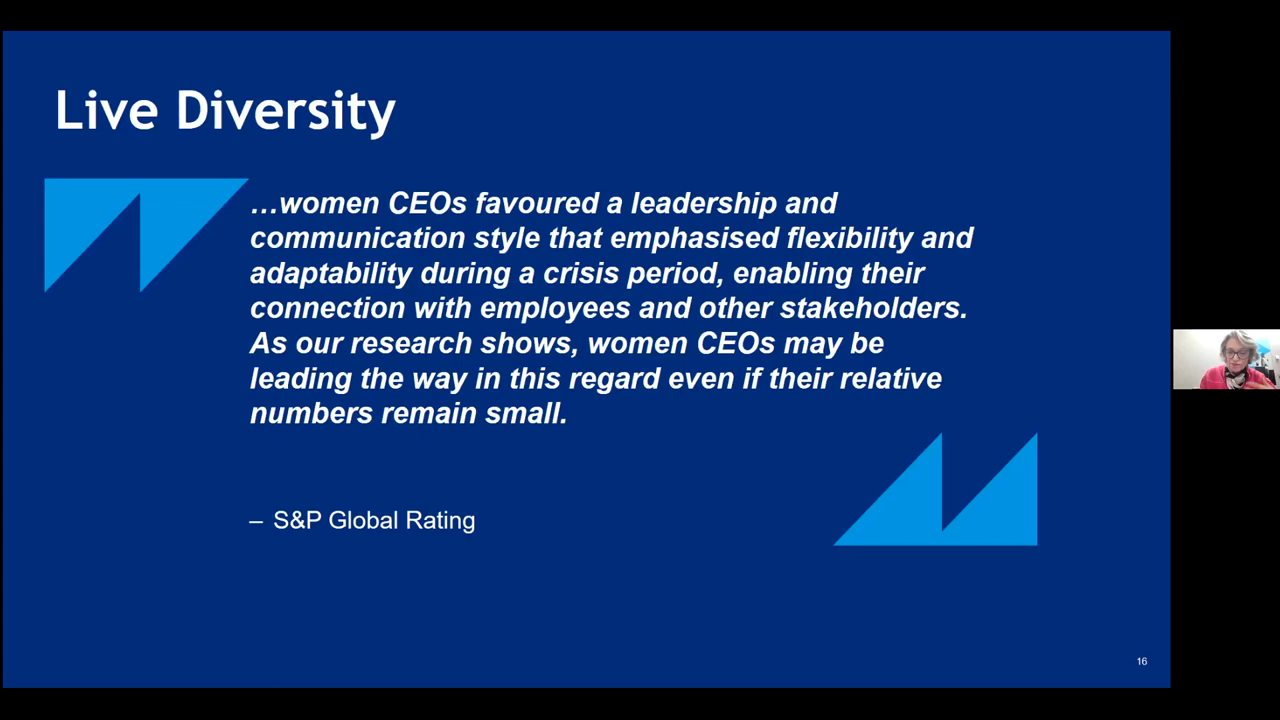 Live Diversity
…women CEOs favoured a leadership and
communication style that emphasised flexibility and
adaptability during a crisis period, enabling their
connection with employees and other stakeholders.
As our research shows, women CEOs may be
leading the way in this regard even if their relative
numbers remain small.
– S&P Global Rating
16